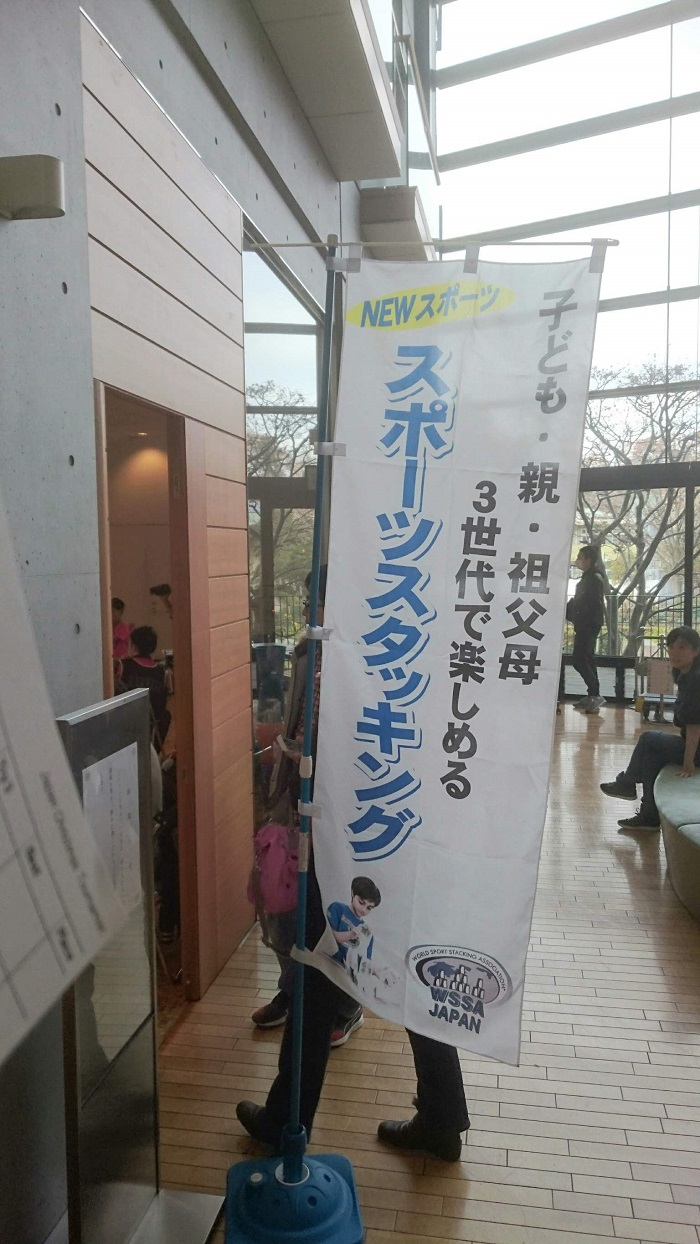 NEWスポーツ
子ども・親・祖父母
3世代で楽しめる
スポーツスタッキング
WORLD SPORT STACKING ASSOCIATION
WSSA
JAPAN